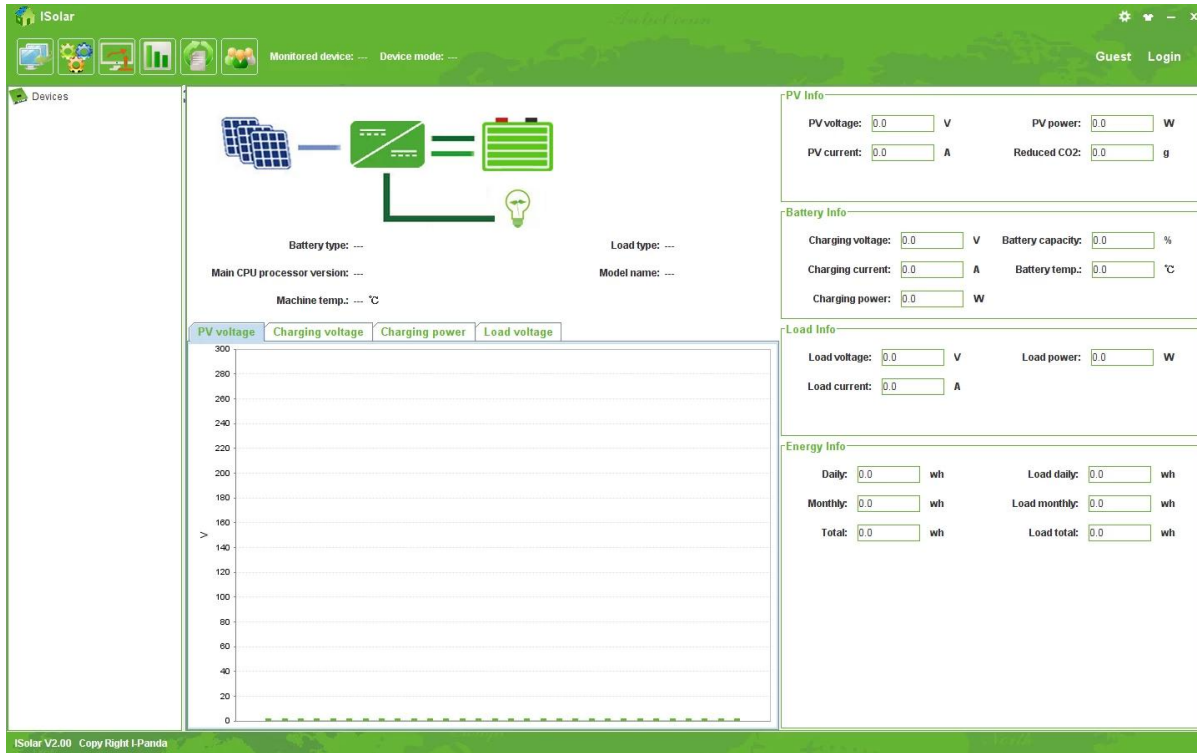 ISolar
Monitored device: --- Device mode: ---
Guest Login
Devices
Battery type: --- Load type: ---
Main CPU processor version: --- Model name: ---
Machine temp.: --- ℃
PV voltage Charging voltage Charging power Load voltage
300
280
260
240
220
200
180
160
V
140
120
100
80
60
40
20
0
PV Info
PV voltage: 0.0 V PV power: 0.0 W
PV current: 0.0 A Reduced CO2: 0.0 g
Battery Info
Charging voltage: 0.0 V Battery capacity: 0.0 %
Charging current: 0.0 A Battery temp.: 0.0 ℃
Charging power: 0.0 W
Load Info
Load voltage: 0.0 V Load power: 0.0 W
Load current: 0.0 A
Energy Info
Daily: 0.0 wh Load daily: 0.0 wh
Monthly: 0.0 wh Load monthly: 0.0 wh
Total: 0.0 wh Load total: 0.0 wh
ISolar V2.00 Copy Right I-Panda